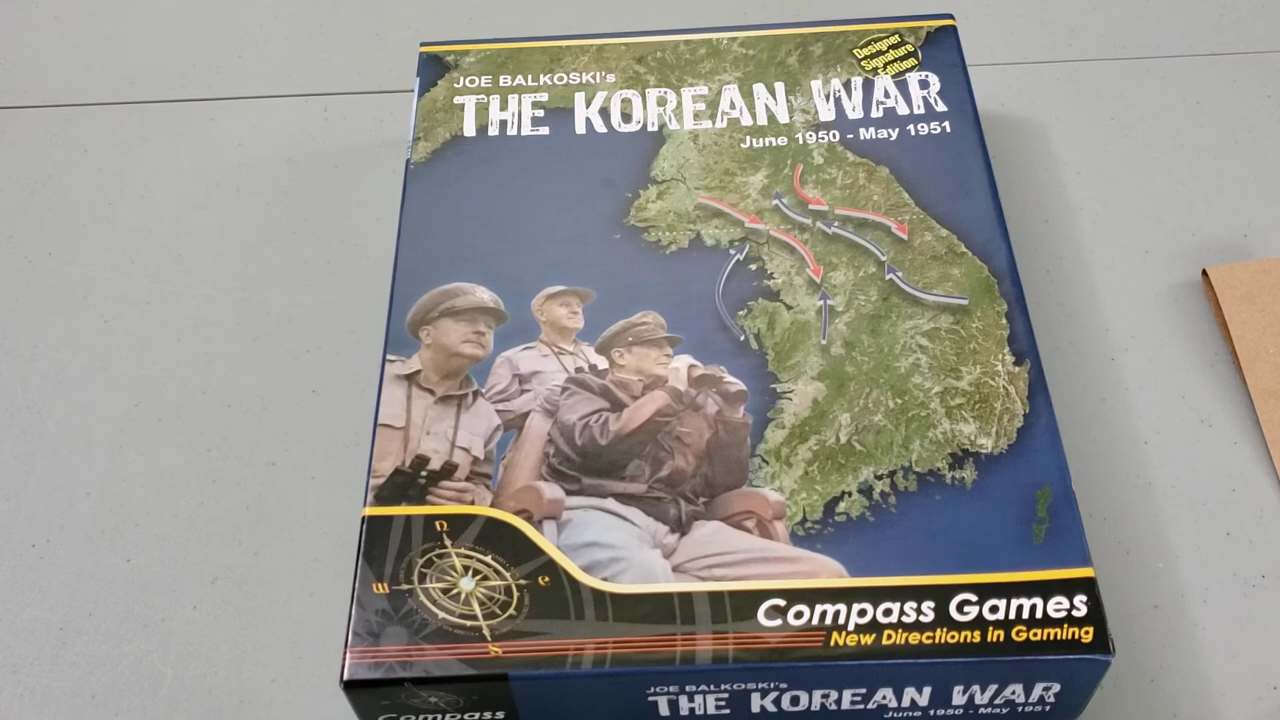 Designer
Signature
Edition
JOE BALKOSKI's
THE KOREAN WAR
June 1950 - May 1951
n
w
e
s
Compass Games
New Directions in Gaming
JOE BALKOSKI's
THE KOREAN WAR
June 1950 - May 1951
Compass